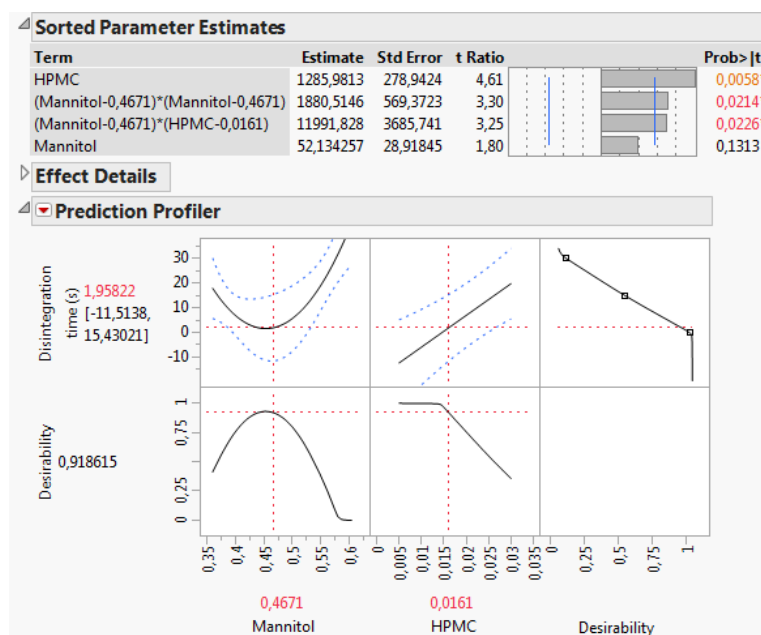 Sorted Parameter Estimates
Term Estimate Std Error t Ratio Prob>|t
HPMC 1285,9813 278,9424 4,61 0,0058*
(Mannitol-0,4671)*(Mannitol-0,4671) 1880,5146 569,3723 3,30 0,0214*
(Mannitol-0,4671)*(HPMC-0,0161) 11991,828 3685,741 3,25 0,0226*
Mannitol 52,134257 28,91845 1,80 0,1313
Effect Details
Prediction Profiler
Disintegration
time (s)
1,95822
[-11,5138,
15,43021]
30
20
10
0
-10
Desirability
0,918615
1
0,75
0,5
0,25
0
0,35 0,4 0,45 0,5 0,55 0,6
0 0,005 0,01 0,015 0,02 0,025 0,03 0,035
0 0,25 0,5 0,75 1
0,4671 0,0161
Mannitol HPMC Desirability